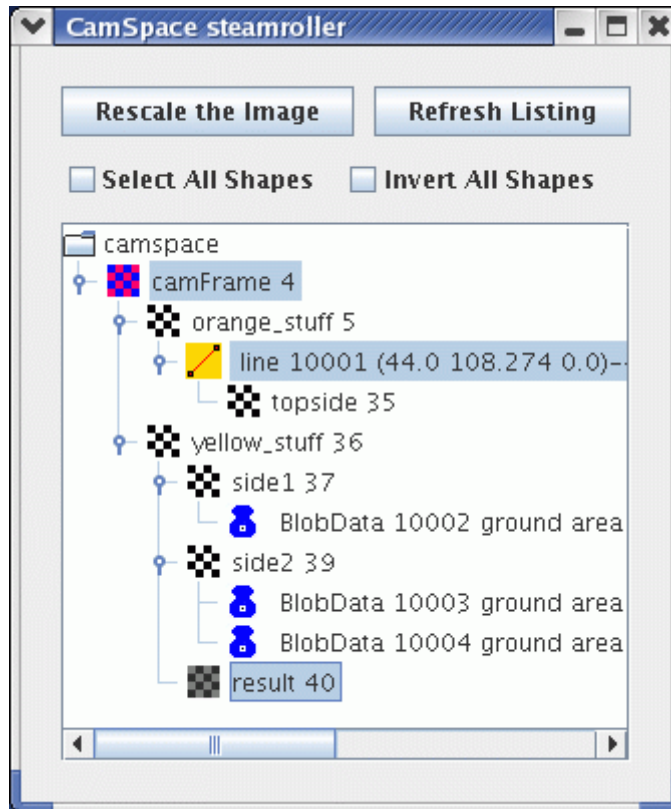 CamSpace steamroller
Rescale the Image
Refresh Listing
Select All Shapes
Invert All Shapes
camspace
camFrame 4
orange_stuff 5
line 10001 (44.0 108.274 0.0)--
topside 35
yellow_stuff 36
side1 37
BlobData 10002 ground area
side2 39
BlobData 10003 ground area
BlobData 10004 ground area
result 40